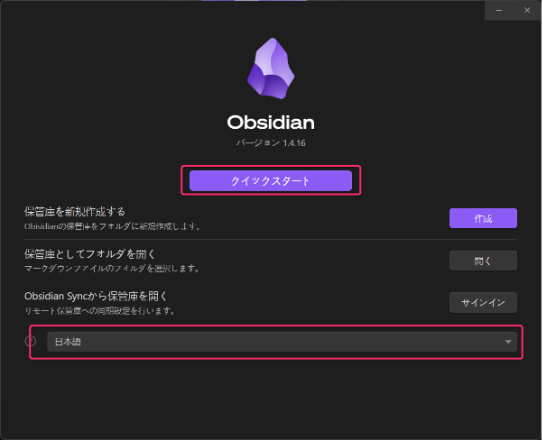 Obsidian
バージョン 1.4.16
クイックスタート
保管庫を新規作成する
Obisidianの保管庫をフォルダに新規作成します。
作成
保管庫としてフォルダを開く
マークダウンファイルのフォルダを選択します。
開く
Obsidian Syncから保管庫を開く
リモート保管庫への同期設定を行います。
サインイン
日本語